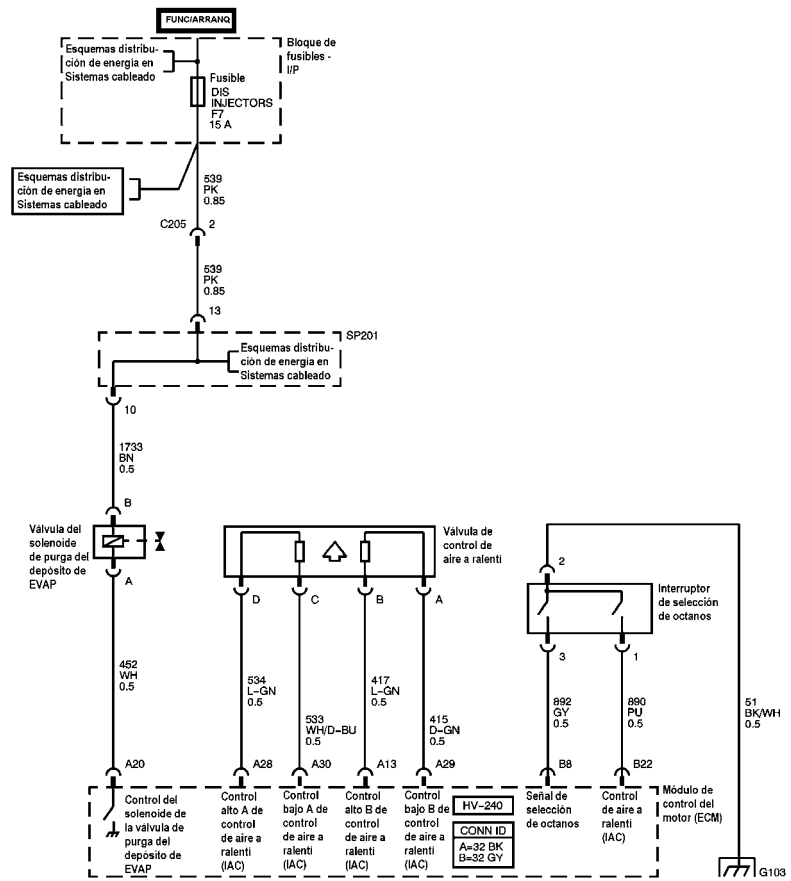 FUNC/ARRANQ
Esquemas distribu-
ción de energía en
Sistemas cableado
Bloque de
fusibles -
I/P
Fusible
DIS
INJECTORS
F7
15 A
Esquemas distribu-
ción de energía en
Sistemas cableado
539
PK
0.85
C205
2
539
PK
0.85
13
SP201
Esquemas distribu-
ción de energía en
Sistemas cableado
10
1733
BN
0.5
B
Válvula del
solenoide
de purga del
depósito de
EVAP
A
Válvula de
control de
aire a ralentí
D
C
B
A
2
Interruptor
de selección
de octanos
3
1
452
WH
0.5
534
L-GN
0.5
533
WH/D-BU
0.5
417
L-GN
0.5
415
D-GN
0.5
892
GY
0.5
890
PU
0.5
51
BK/WH
0.5
A20
A28
A30
A13
A29
B8
B22
Control del
solenoide de
la válvula de
purga del
depósito de
EVAP
Control
alto A de
control
de aire a
ralentí
(IAC)
Control
bajo A de
control
de aire a
ralentí
(IAC)
Control
alto B de
control
de aire a
ralentí
(IAC)
Control
bajo B de
control
de aire a
ralentí
(IAC)
HV-240
CONN ID
A=32 BK
B=32 GY
Señal de
selección
de octanos
Control
de aire a
ralentí
(IAC)
Módulo de
control del
motor (ECM)
G103